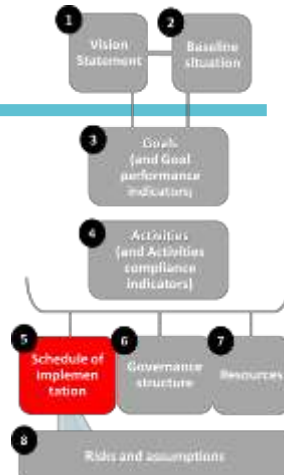 1
Vision
Statement
2
Baseline
situation
3
Goals
(and Goal
performance
indicators)
4
Activities
(and Activities
compliance
indicators)
5
Schedule of
implemen
tation
6
Governance
structure
7
Resources
8
Risks and assumptions